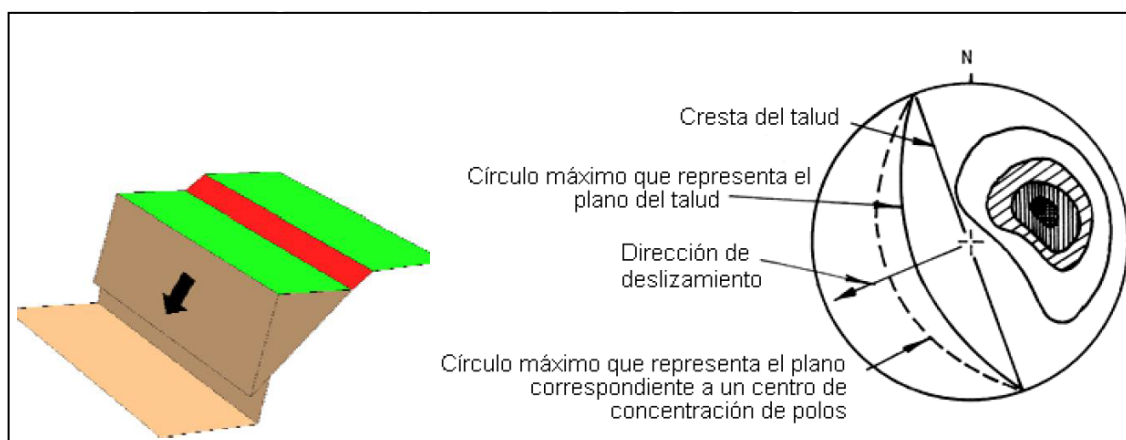 N
Cresta del talud
Círculo máximo que representa el
plano del talud
Dirección de
deslizamiento
Círculo máximo que representa el plano
correspondiente a un centro de
concentración de polos